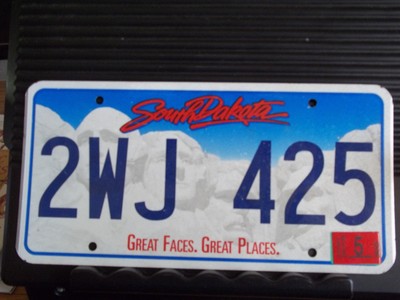 South Dakota
2WJ 425
GREAT FACES. GREAT PLACES.
5